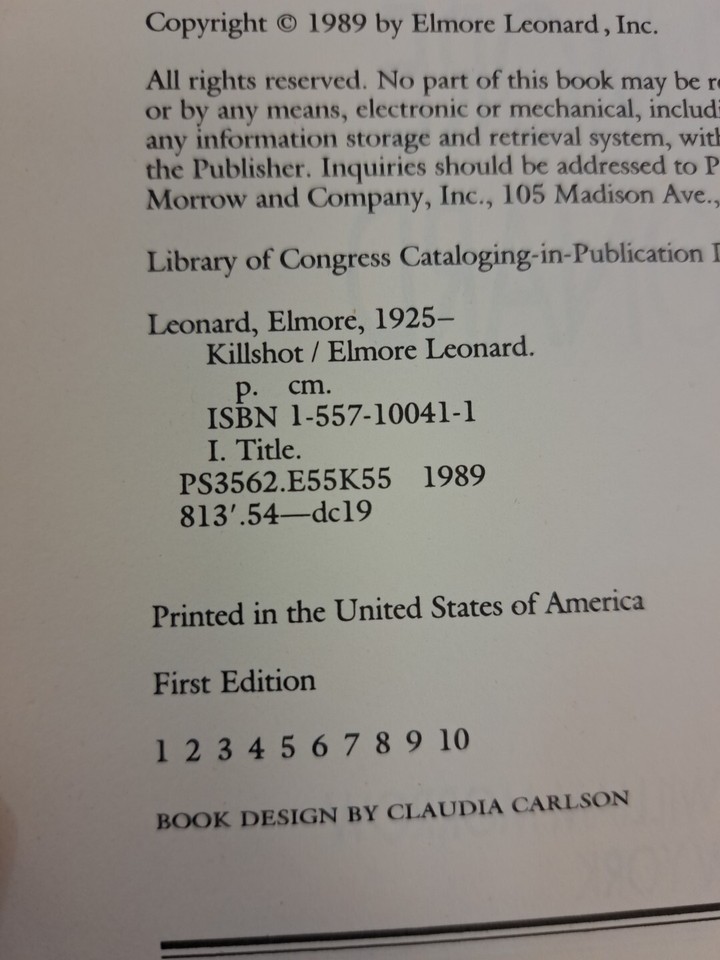 Copyright © 1989 by Elmore Leonard, Inc.
All rights reserved. No part of this book may be
or by any means, electronic or mechanical,
any information storage and retrieval system,
the Publisher. Inquiries should be addressed to
Morrow and Company, Inc., 105 Madison Ave.,
Library of Congress Cataloging-in-Publication
Leonard, Elmore, 1925–
Killshot / Elmore Leonard.
p. cm.
ISBN 1-557-10041-1
I. Title.
PS3562.E55K55 1989
813′.54—dc19
Printed in the United States of America
First Edition
1 2 3 4 5 6 7 8 9 10
BOOK DESIGN BY CLAUDIA CARLSON